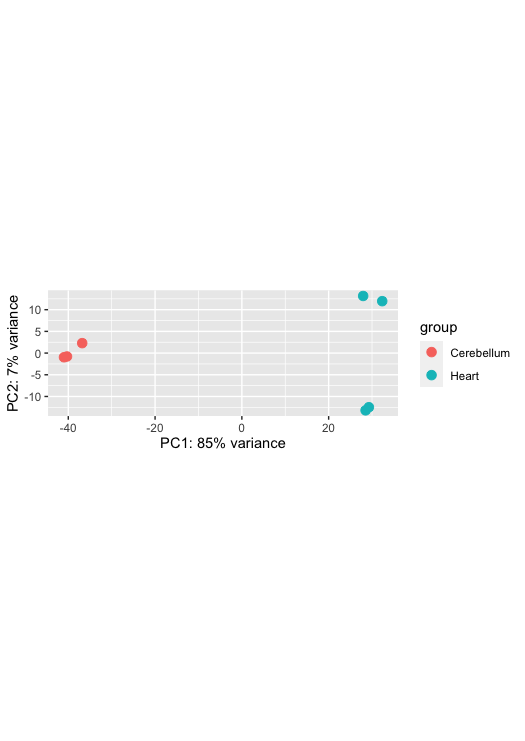 PC2: 7% variance
10
5
0
-5
-10
-40 -20 0 20
PC1: 85% variance
group
Cerebellum
Heart